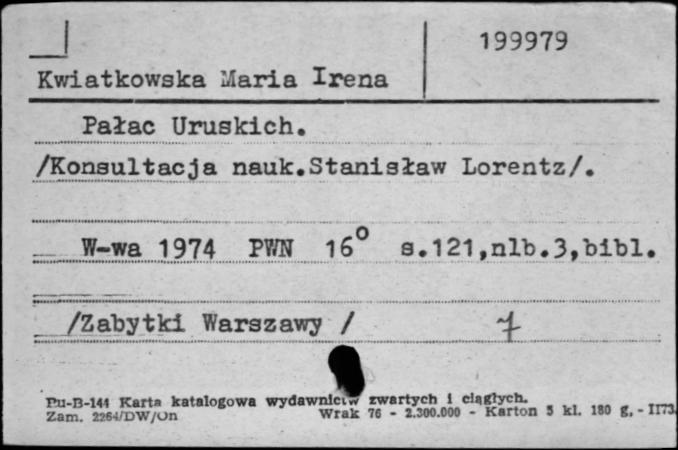 199979
Kwiatkowska Maria Irena
Pałac Uruskich.
/Konsultacja nauk.Stanisław Lorentz/.
W-wa 1974 PWN 16° s.121,nlb.3,bibl.
/Zabytki Warszawy /
Pu-B-144 Karta katalogowa wydawnictw zwartych i ciągłych.
Zam. 2264/DW/Un Wrak 76 - 2.300.000 - Karton 5 kl. 180 g. - II73